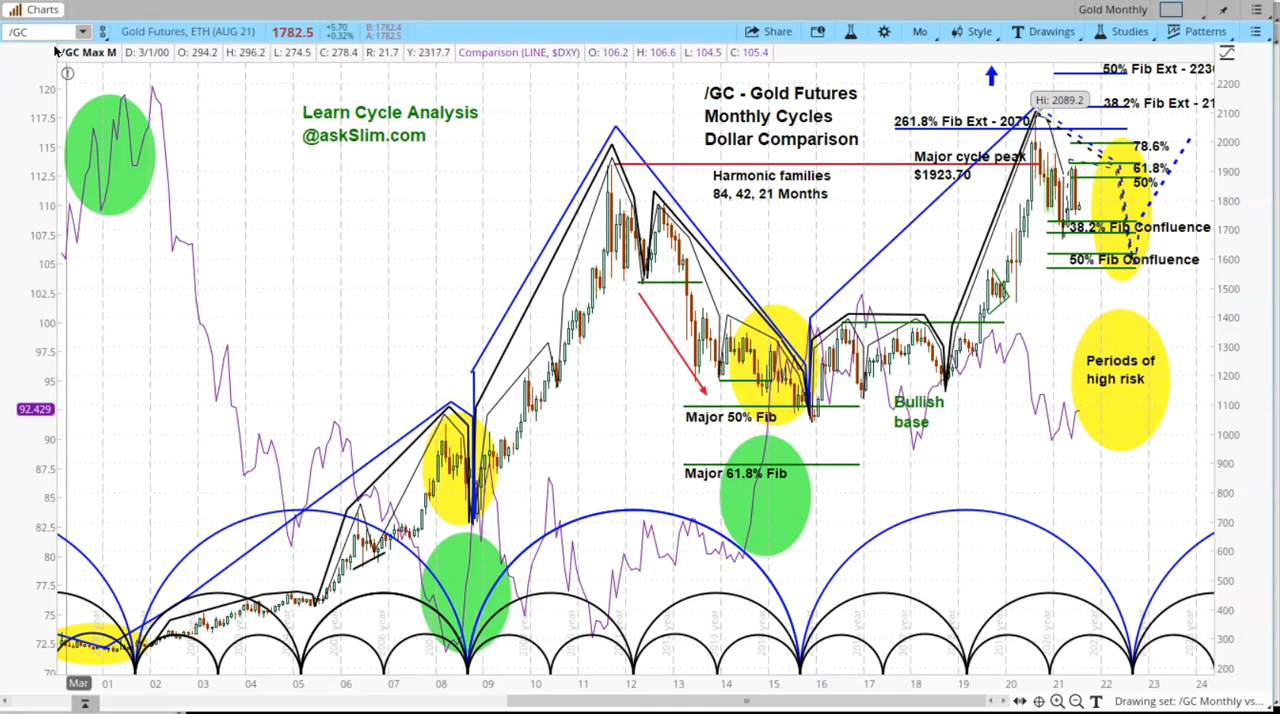 Charts
Gold Monthly
/GC
Gold Futures, ETH (AUG 21)
1782.5
+5.70
+0.32%
B: 1782.4
A: 1782.5
Share
Mo
Style
Drawings
Studies
Patterns
/GC Max M
D: 3/1/00
O: 294.2
H: 296.2
L: 274.5
C: 278.4
R: 21.7
Y: 2317.7
Comparison (LINE, $DXY)
O: 106.2
H: 106.6
L: 104.5
C: 105.4
50% Fib Ext - 223
Hi: 2089.2
38.2% Fib Ext - 21
Learn Cycle Analysis
@askSlim.com
/GC - Gold Futures
Monthly Cycles
Dollar Comparison
261.8% Fib Ext - 2070
78.6%
Major cycle peak
$1923.70
61.8%
50%
Harmonic families
84, 42, 21 Months
38.2% Fib Confluence
50% Fib Confluence
Periods of
high risk
Bullish
base
Major 50% Fib
Major 61.8% Fib
120
117.5
115
112.5
110
107.5
105
102.5
100
97.5
95
92.429
90
87.5
85
82.5
80
77.5
75
72.5
70
2200
2100
2000
1900
1800
1700
1600
1500
1400
1300
1200
1100
1000
900
800
700
600
500
400
300
200
Mar
01
02
03
04
05
06
07
08
09
10
11
12
13
14
15
16
17
18
19
20
21
22
23
24
Drawing set: /GC Monthly vs...